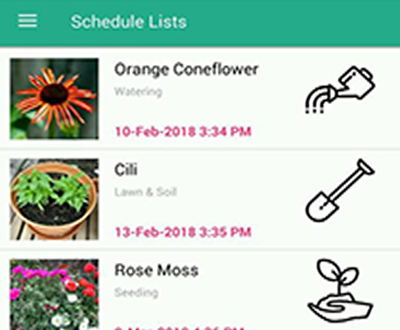 Schedule Lists
Orange Coneflower
Watering
10-Feb-2018 3:34 PM
Cili
Lawn & Soil
13-Feb-2018 3:35 PM
Rose Moss
Seeding